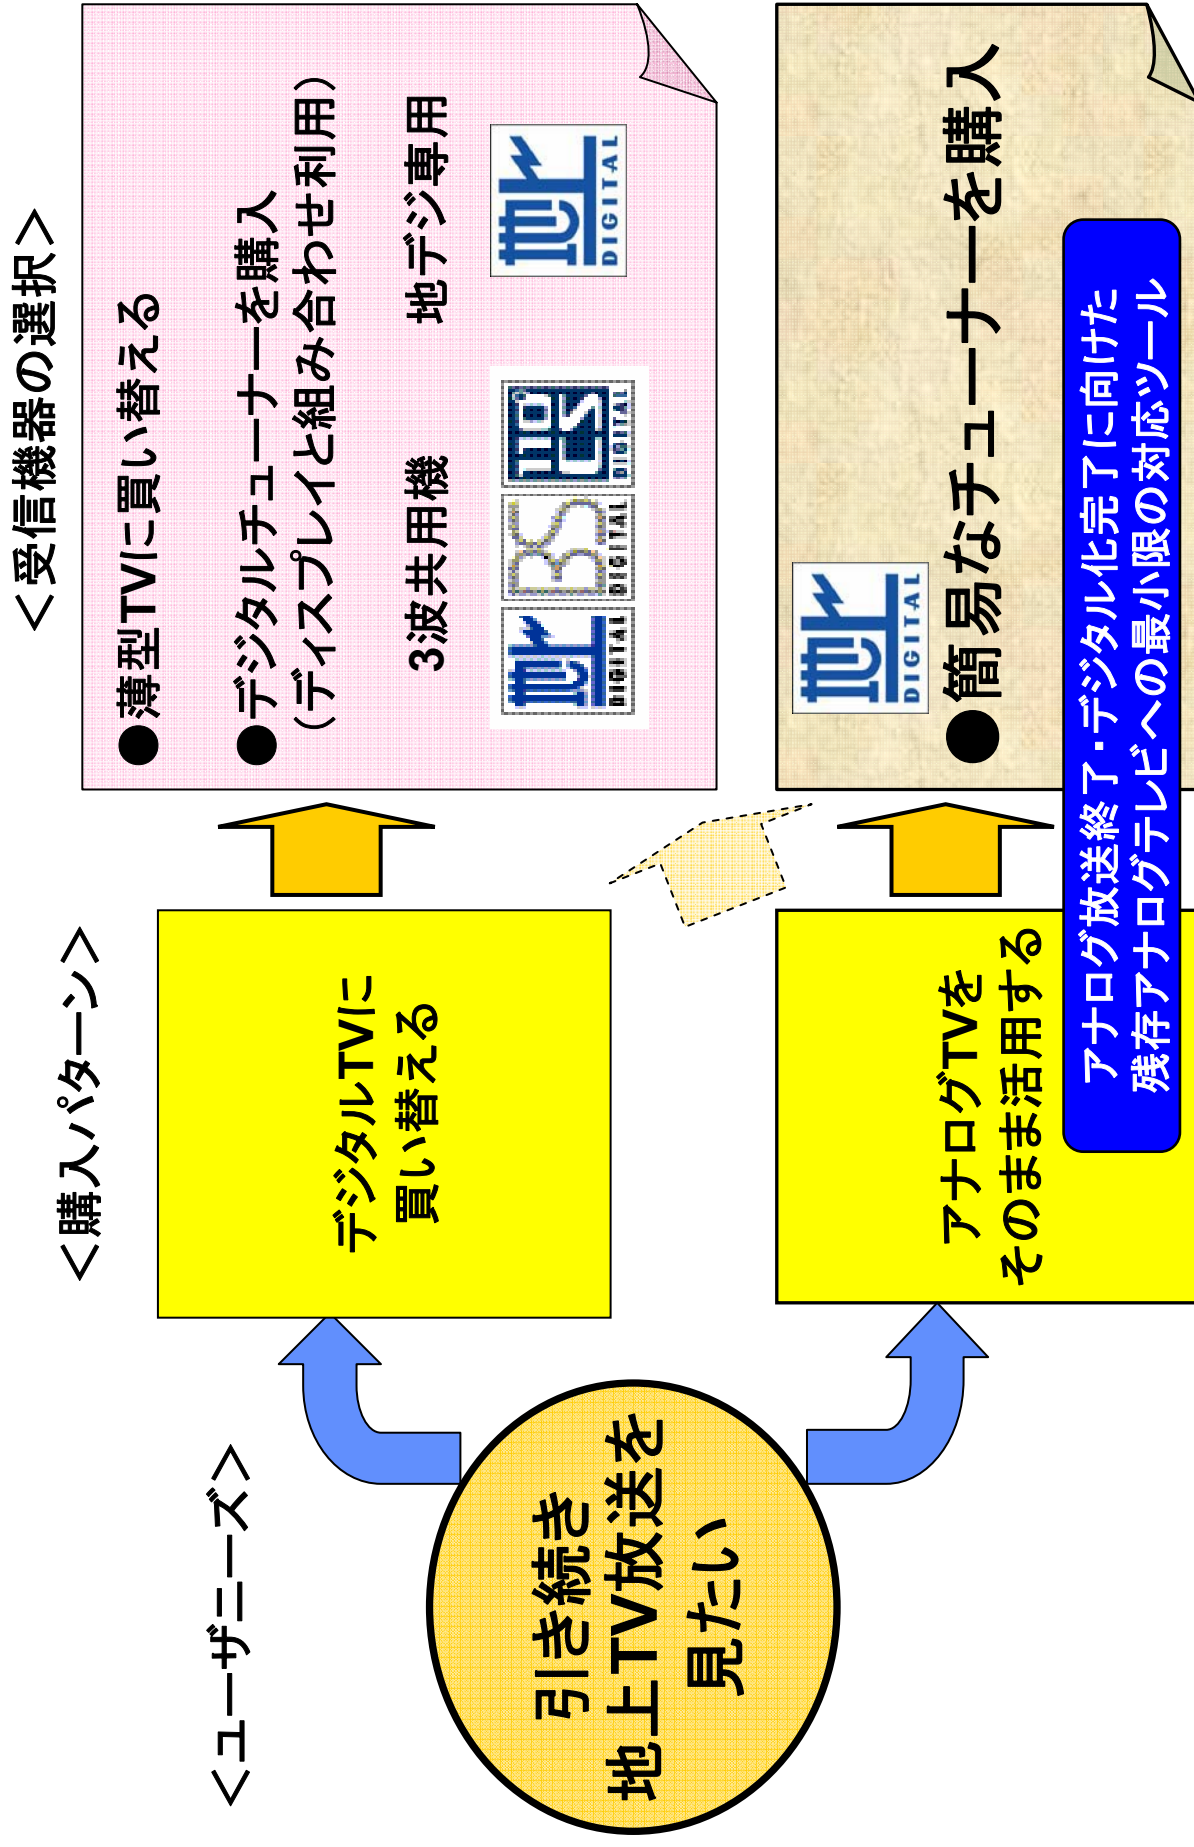 ＜ユーザニーズ＞
引き続き
地上TV放送を
見たい
＜購入パターン＞
デジタルTVに
買い替える
アナログTVを
そのまま活用する
＜受信機器の選択＞
●薄型TVに買い替える
●デジタルチューナーを購入
（ディスプレイと組み合わせ利用）
3波共用機　地デジ専用
DIGITAL
BS
DIGITAL
110
CS
DIGITAL
DIGITAL
DIGITAL
●簡易なチューナーを購入
アナログ放送終了・デジタル化完了に向けた
残存アナログテレビへの最小限の対応ツール